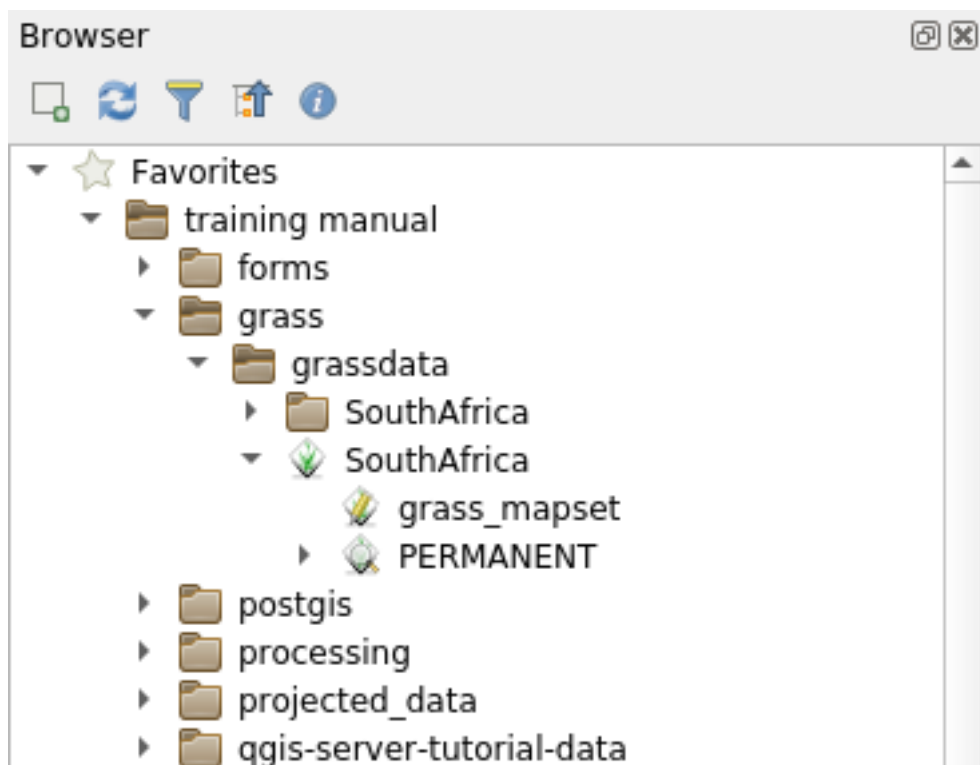 Browser
Favorites
training manual
forms
grass
grassdata
SouthAfrica
SouthAfrica
grass_mapset
PERMANENT
postgis
processing
projected_data
qgis-server-tutorial-data